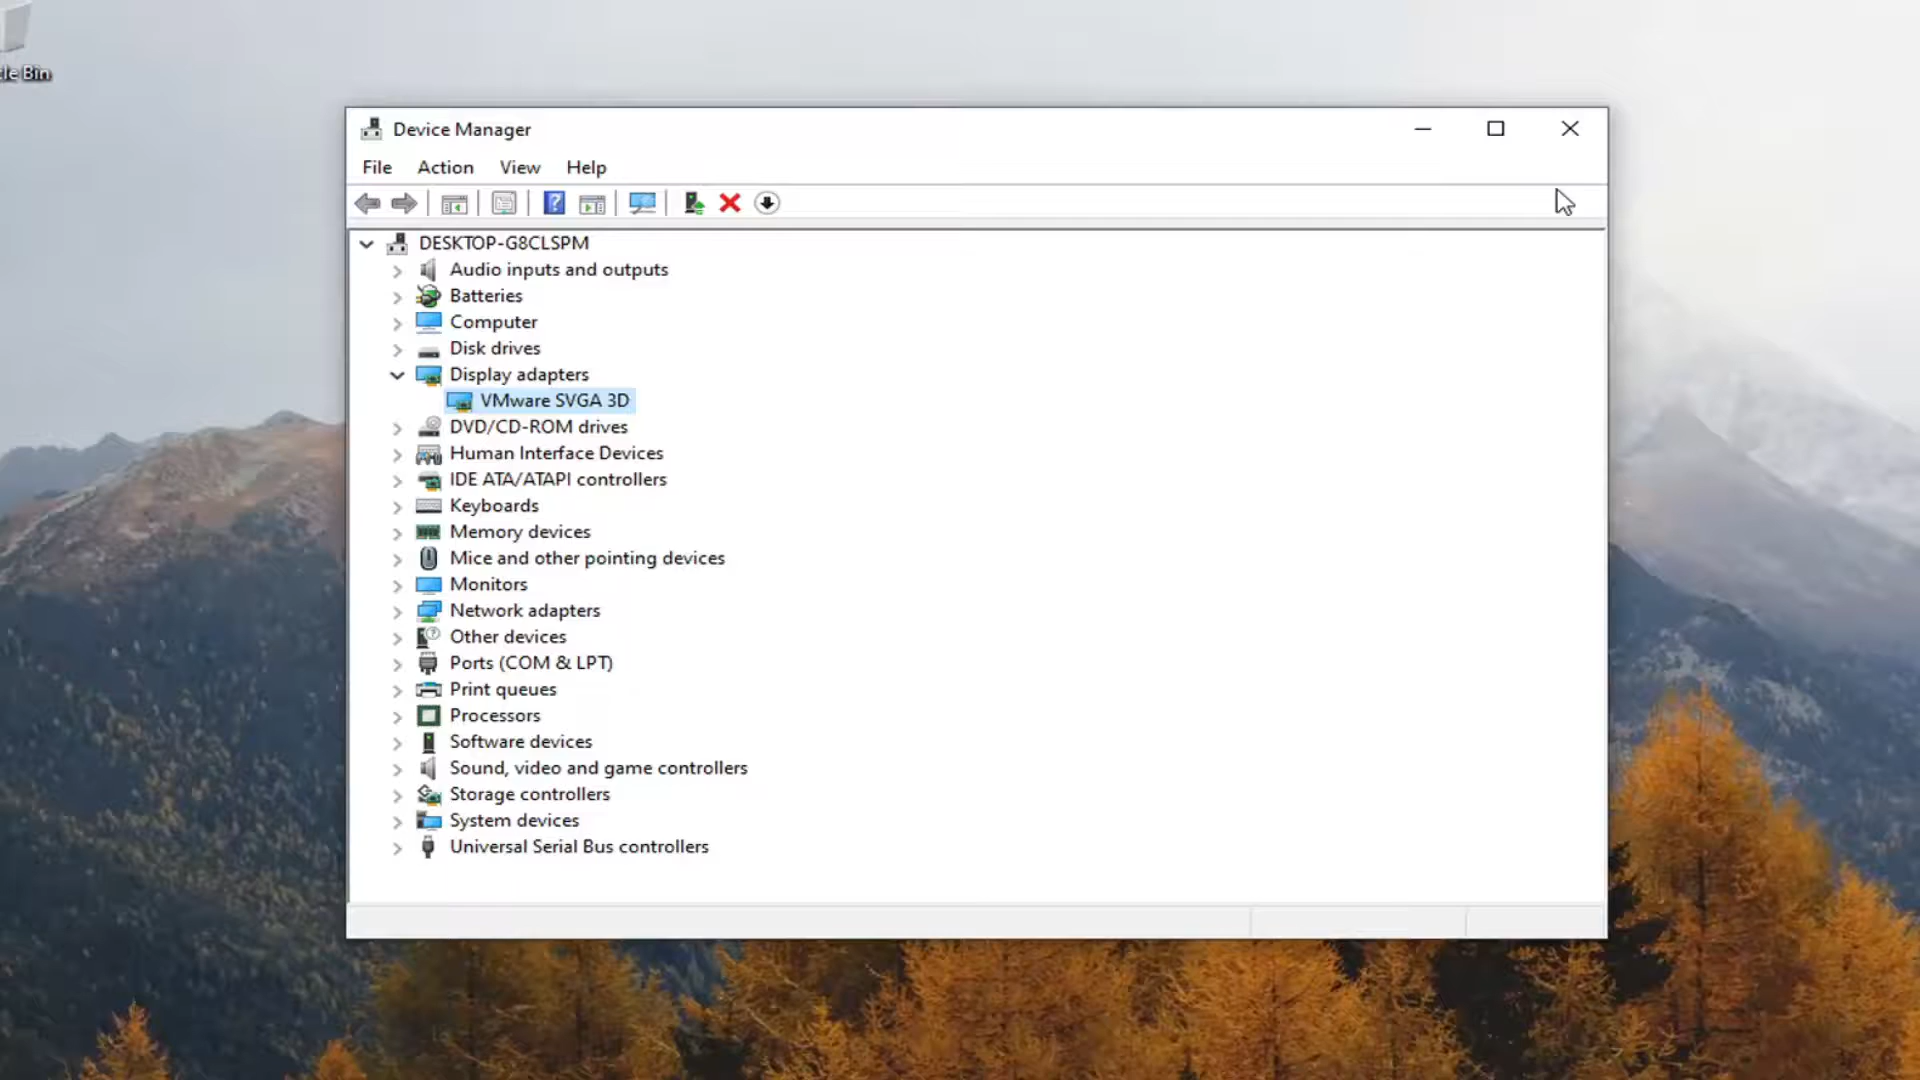 cle Bin
Device Manager
File Action View Help
DESKTOP-G8CLSPM
Audio inputs and outputs
Batteries
Computer
Disk drives
Display adapters
VMware SVGA 3D
DVD/CD-ROM drives
Human Interface Devices
IDE ATA/ATAPI controllers
Keyboards
Memory devices
Mice and other pointing devices
Monitors
Network adapters
Other devices
Ports (COM & LPT)
Print queues
Processors
Software devices
Sound, video and game controllers
Storage controllers
System devices
Universal Serial Bus controllers